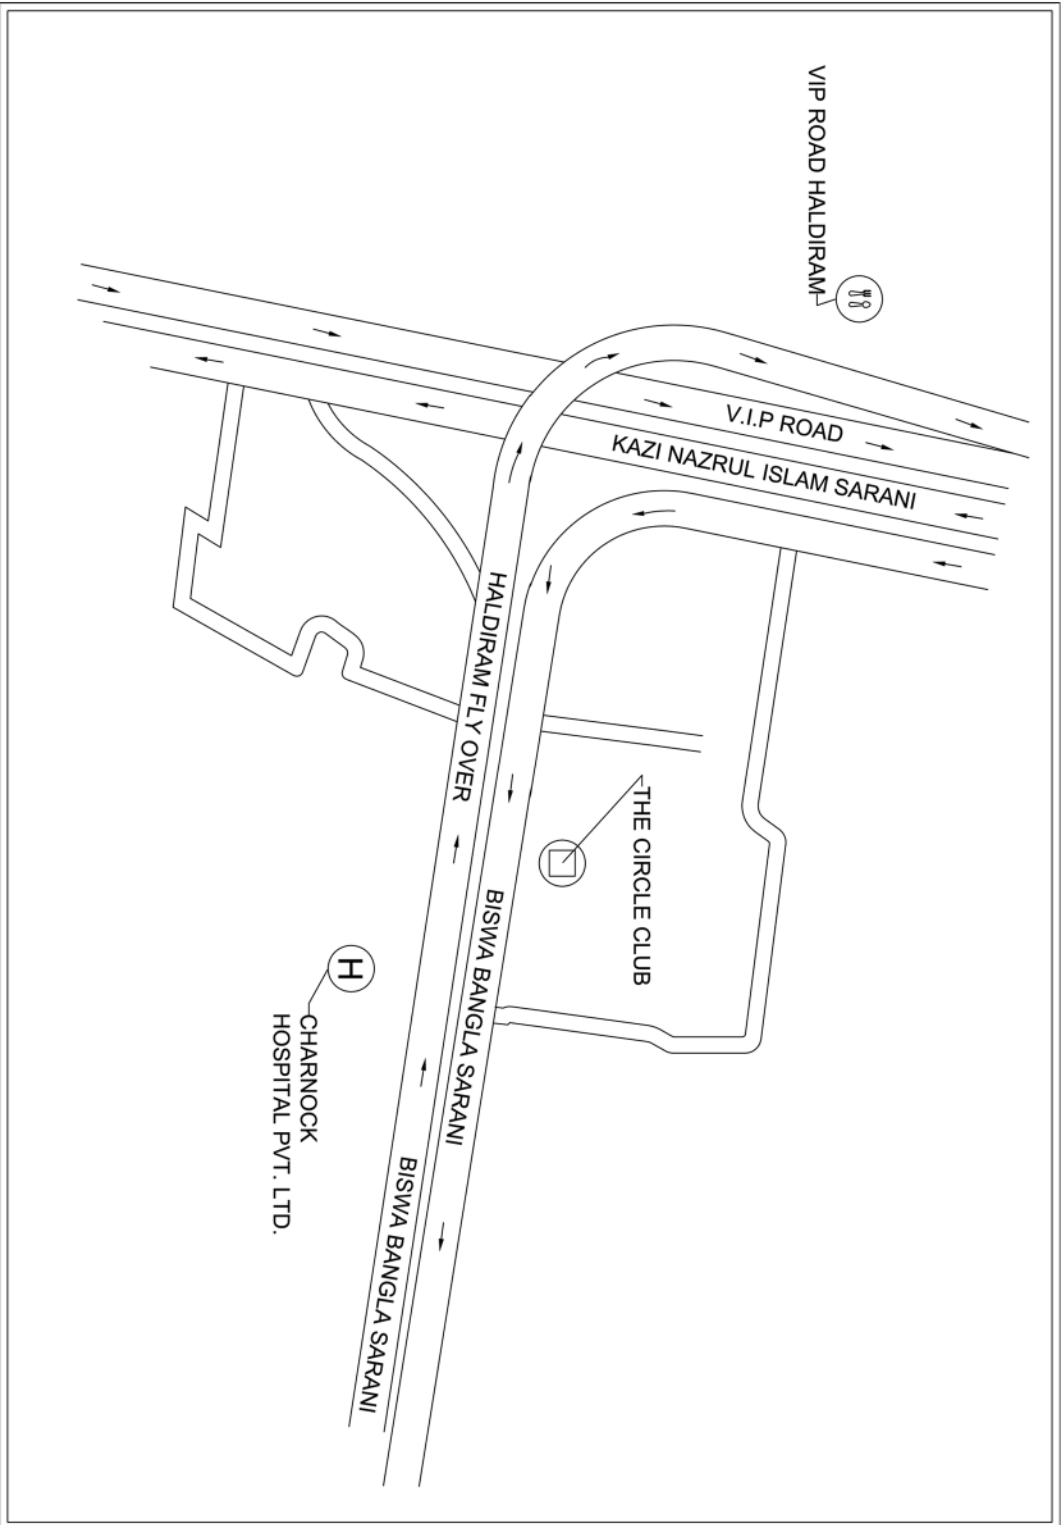 VIP ROAD HALDIRAM
V.I.P ROAD
KAZI NAZRUL ISLAM SARANI
THE CIRCLE CLUB
HALDIRAM FLY OVER
BISWA BANGLA SARANI
BISWA BANGLA SARANI
H
CHARNOCK
HOSPITAL PVT. LTD.